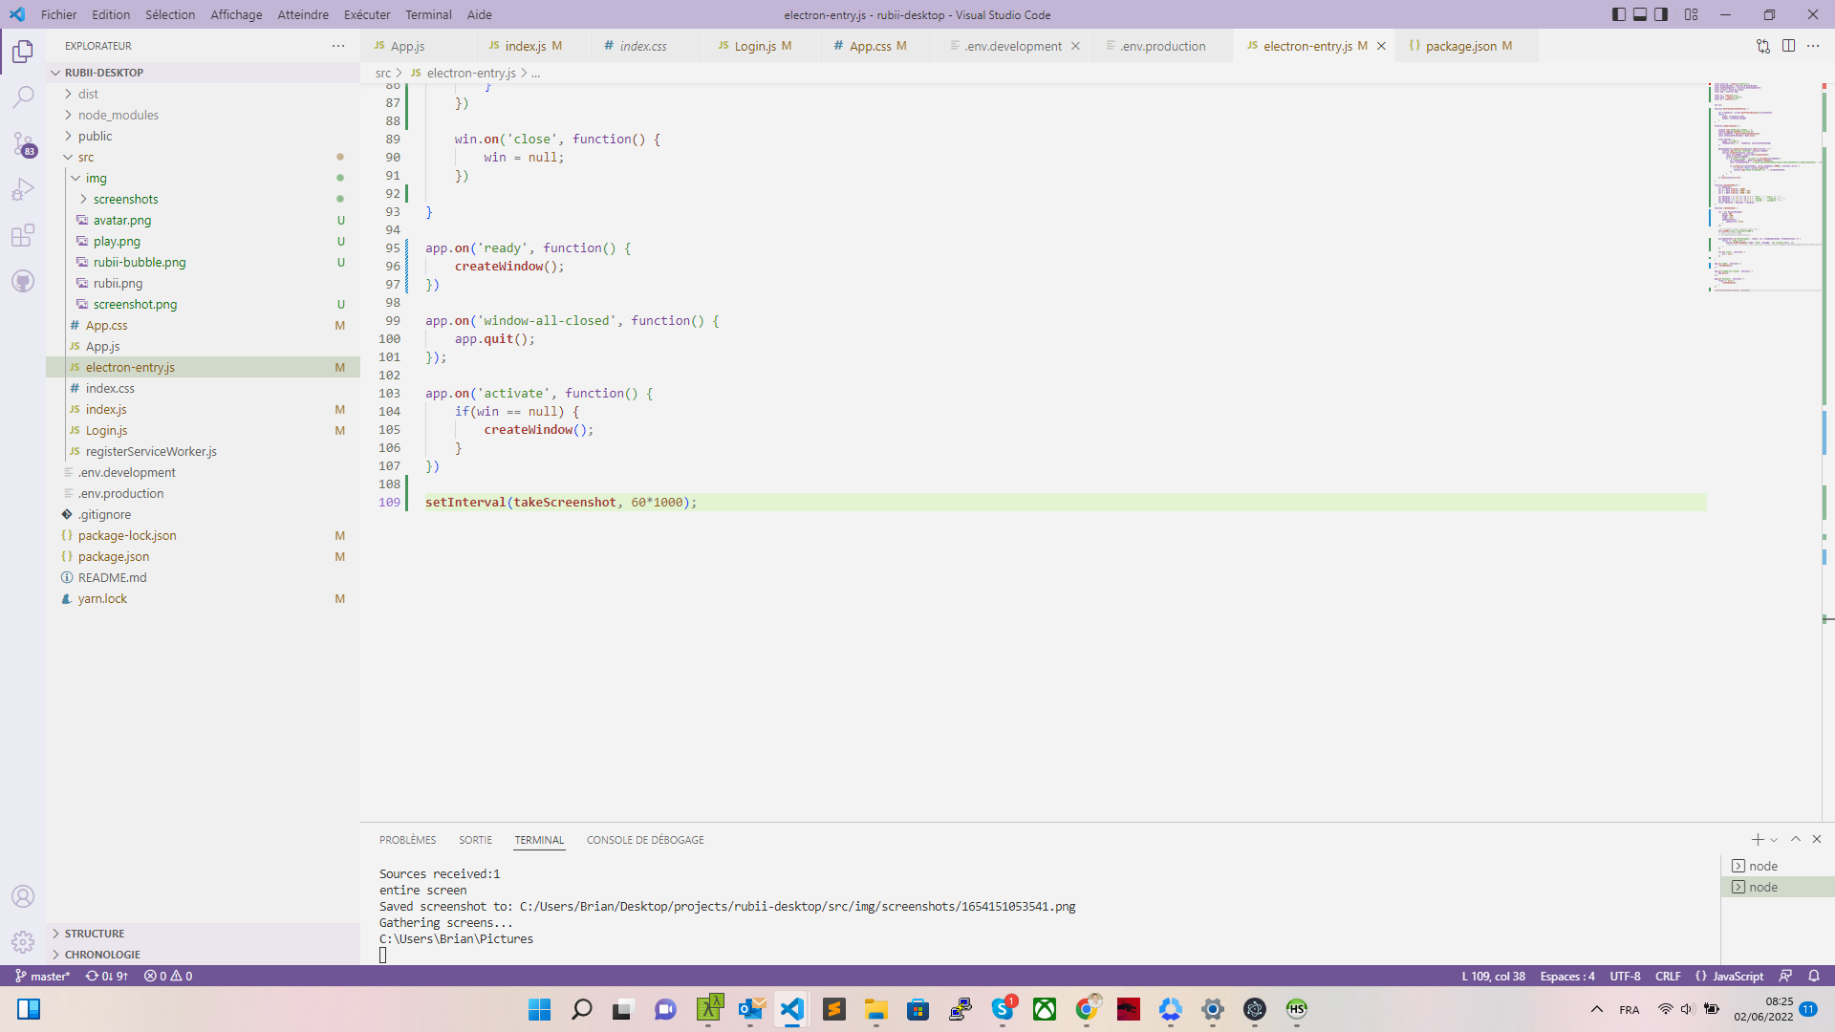 Fichier Edition Sélection Affichage Atteindre Exécuter Terminal Aide
electron-entry.js - rubii-desktop - Visual Studio Code
EXPLORATEUR
App.js
index.js M
index.css
Login.js M
App.css M
.env.development
.env.production
electron-entry.js M
package.json M
src > electron-entry.js > ...
RUBII-DESKTOP
dist
node_modules
public
src
img
screenshots
avatar.png U
play.png U
rubii-bubble.png U
rubii.png
screenshot.png U
App.css M
App.js
electron-entry.js M
index.css
index.js M
Login.js M
registerServiceWorker.js
.env.development
.env.production
.gitignore
package-lock.json M
package.json M
README.md
yarn.lock M
STRUCTURE
CHRONOLOGIE
83
86 }
87 })
88
89 win.on('close', function() {
90 win = null;
91 })
92
93 }
94
95 app.on('ready', function() {
96 createWindow();
97 })
98
99 app.on('window-all-closed', function() {
100 app.quit();
101 });
102
103 app.on('activate', function() {
104 if(win == null) {
105 createWindow();
106 }
107 })
108
109 setInterval(takeScreenshot, 60*1000);
PROBLÈMES SORTIE TERMINAL CONSOLE DE DÉBOGAGE
Sources received:1
entire screen
Saved screenshot to: C:/Users/Brian/Desktop/projects/rubii-desktop/src/img/screenshots/1654151053541.png
Gathering screens...
C:\Users\Brian\Pictures
node
node
master* 0↓ 9↑ 0 0
L 109, col 38 Espaces : 4 UTF-8 CRLF {} JavaScript
1
HS
FRA
08:25
02/06/2022
11